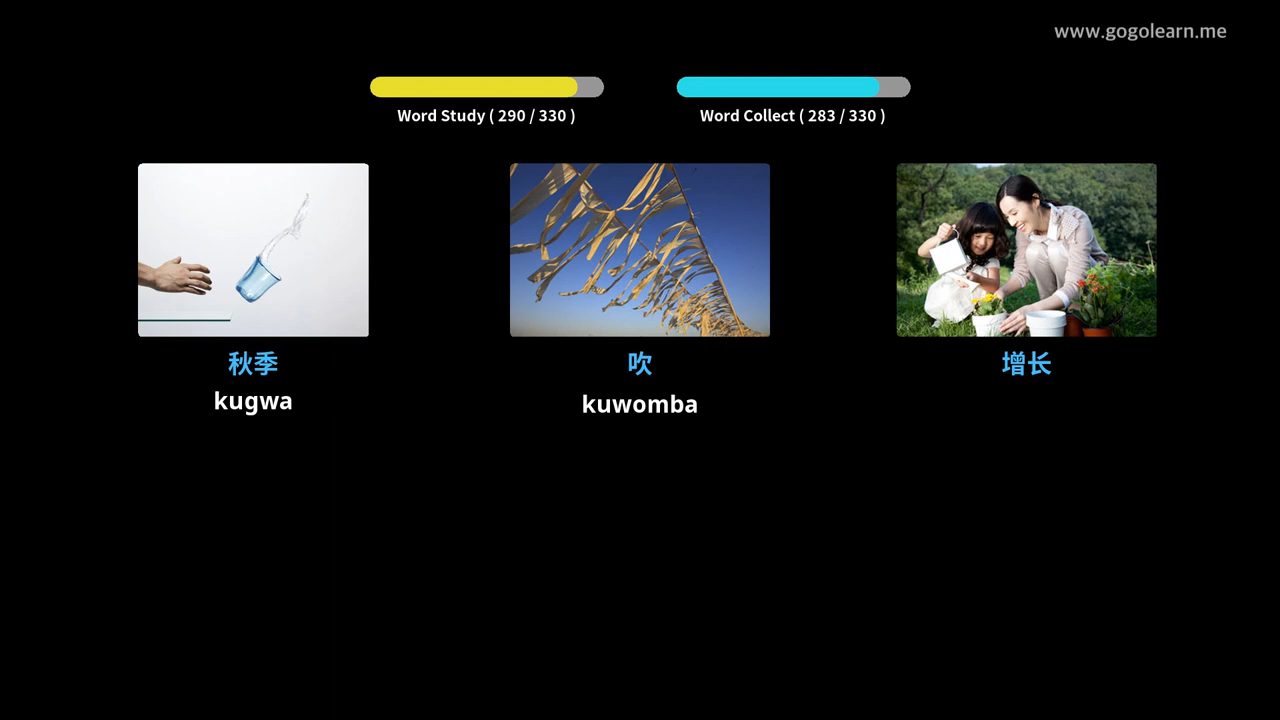 www.gogolearn.me
Word Study ( 290 / 330 )
Word Collect ( 283 / 330 )
秋季
吹
增长
kugwa
kuwomba